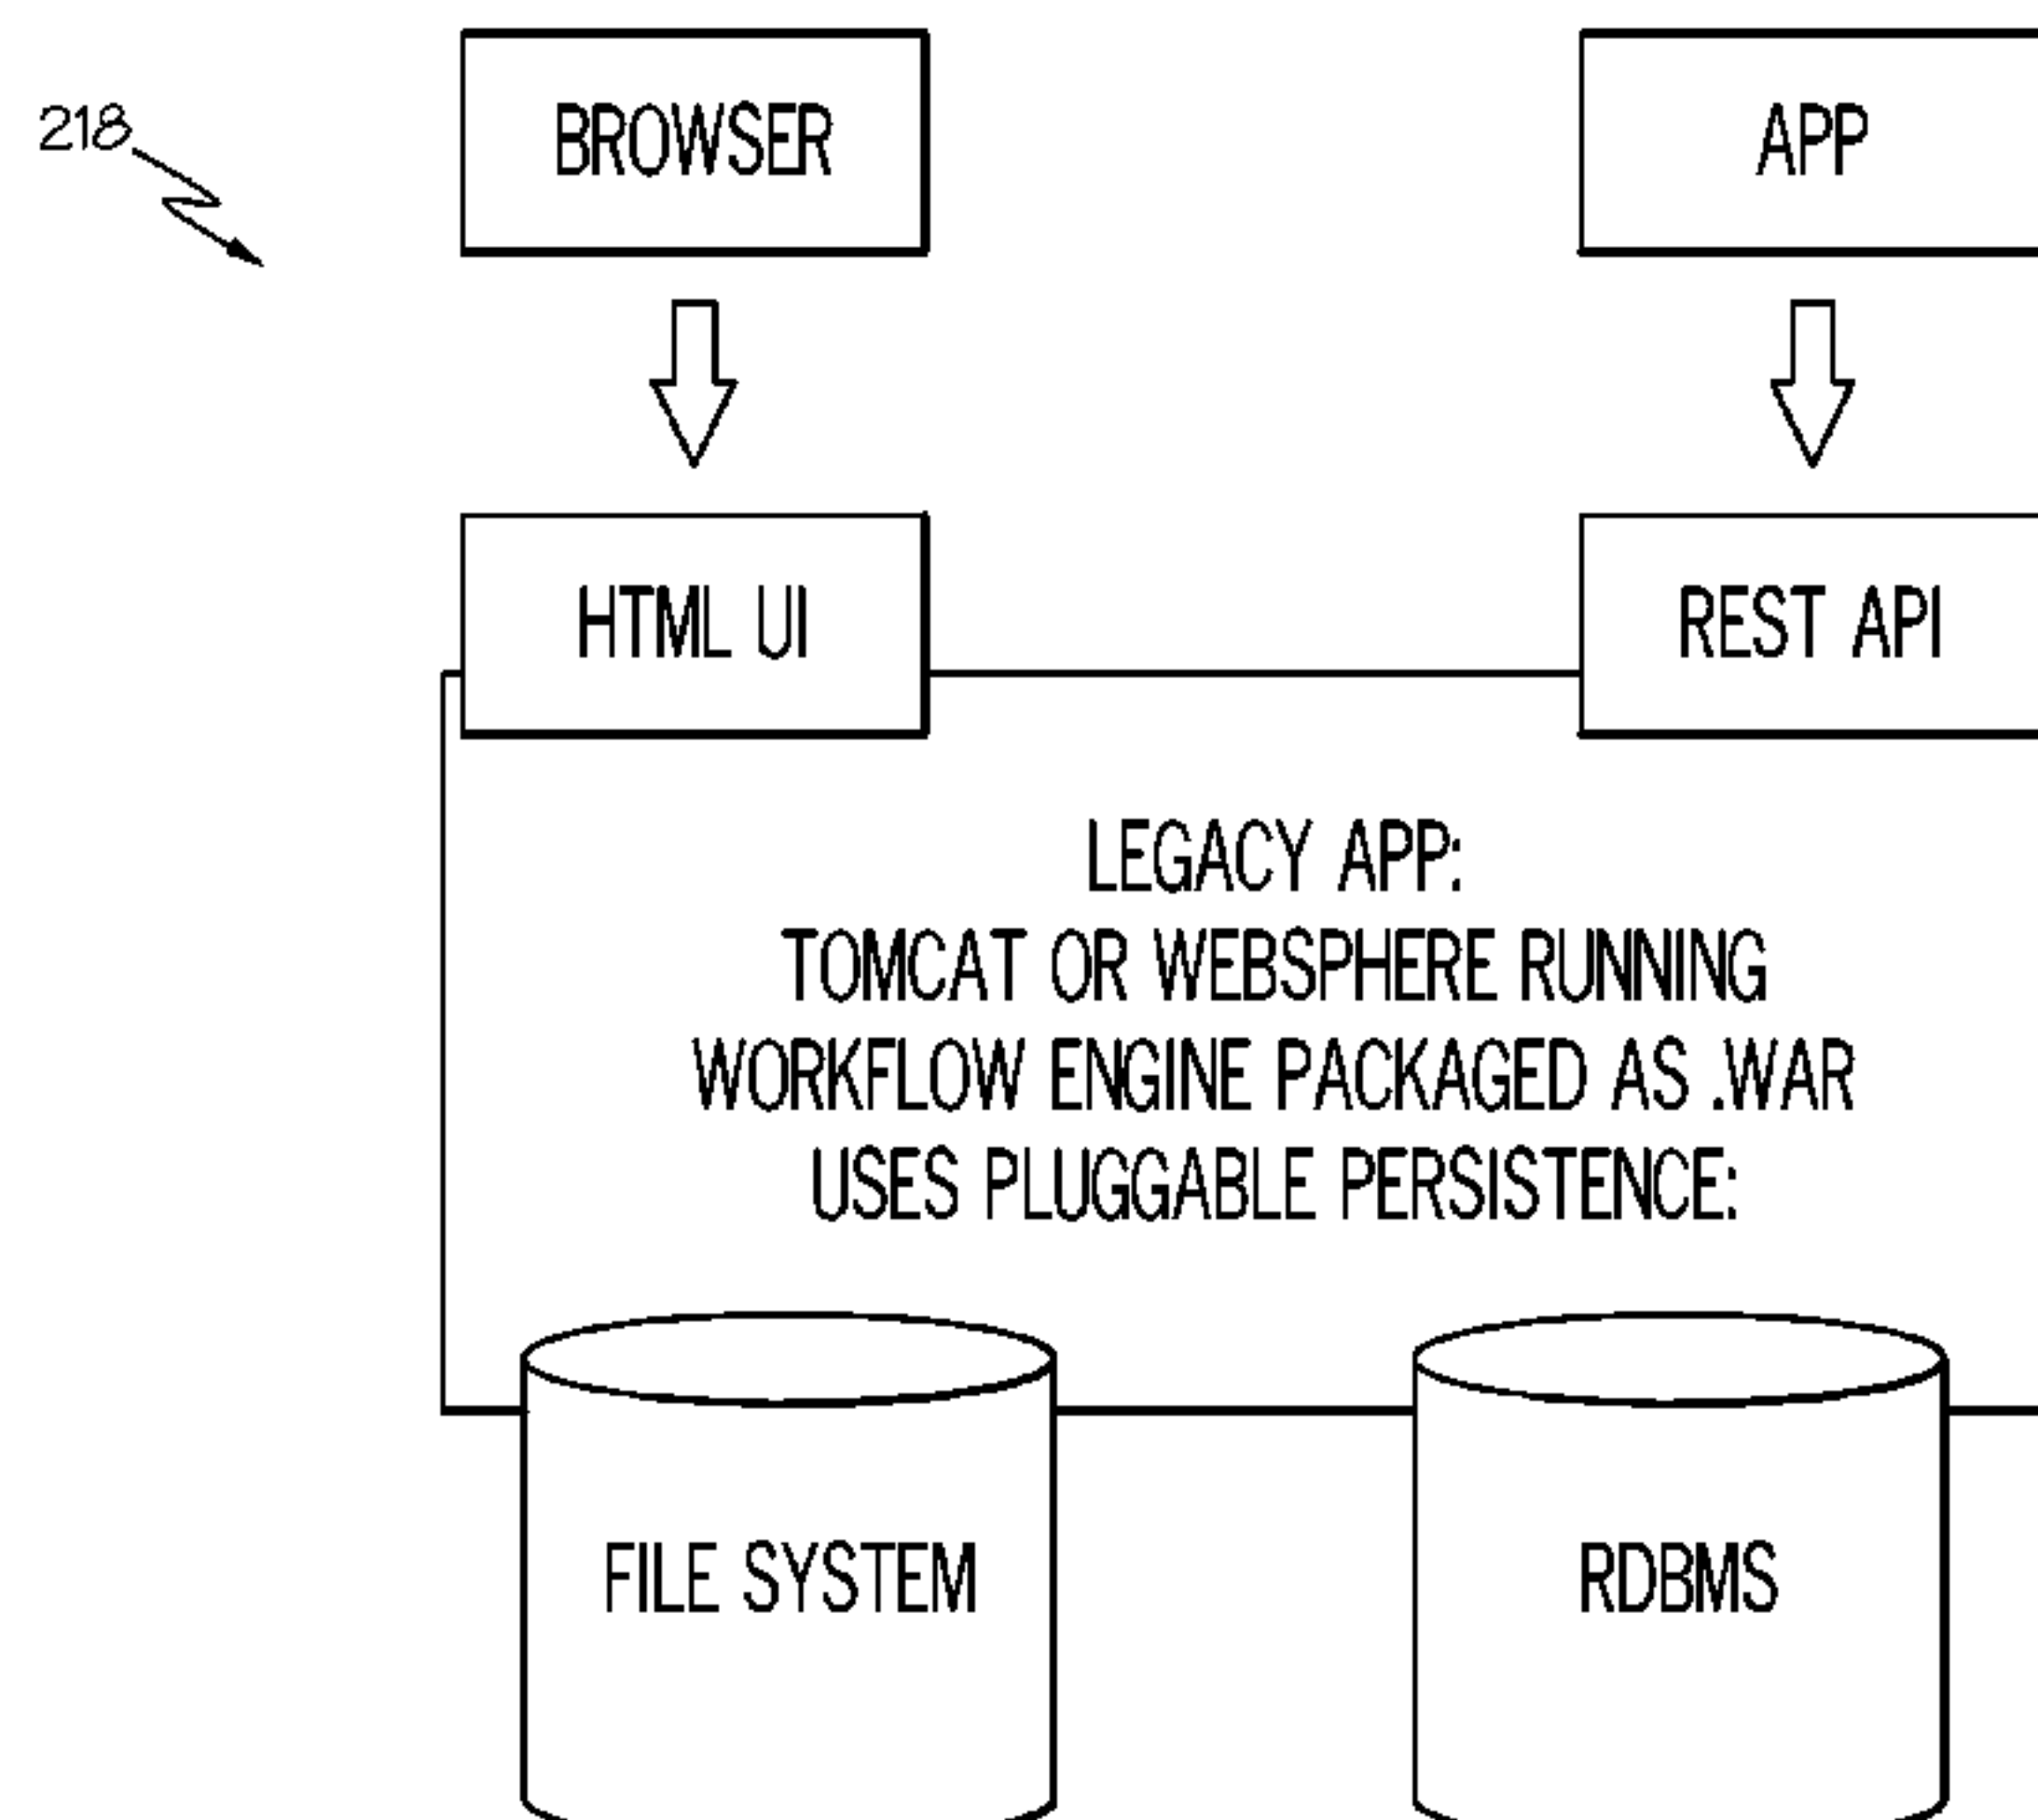 218
BROWSER
APP
HTML UI
REST API
LEGACY APP:
TOMCAT OR WEBSPHERE RUNNING
WORKFLOW ENGINE PACKAGED AS .WAR
USES PLUGGABLE PERSISTENCE:
FILE SYSTEM
RDBMS